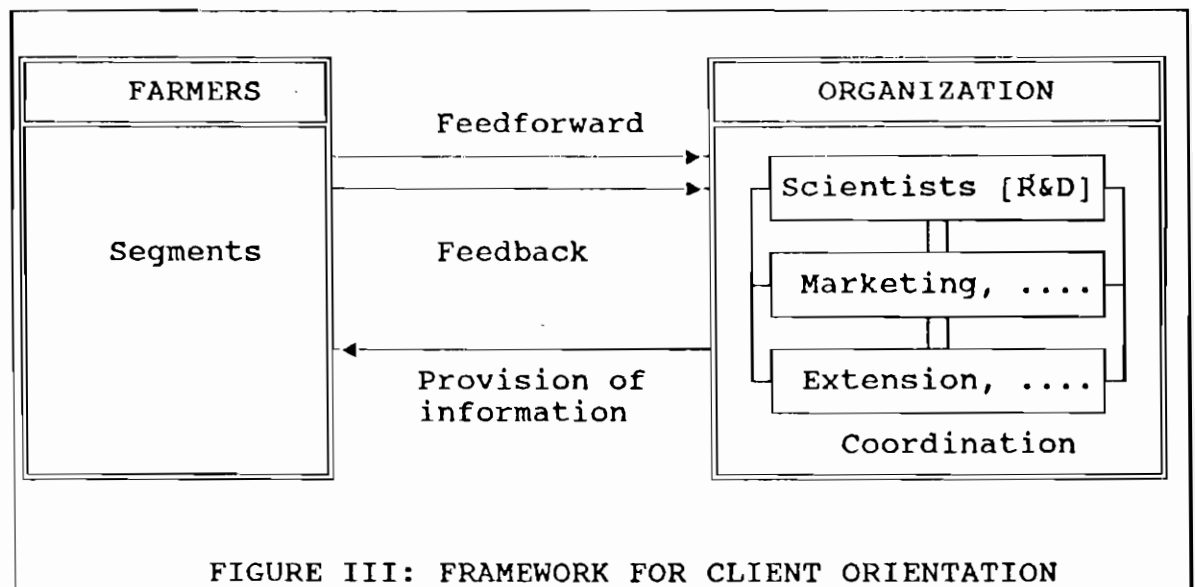 FARMERS
ORGANIZATION
Feedforward
Scientists [R&D]
Segments
Feedback
Marketing, ....
Provision of
information
Extension, ....
Coordination
FIGURE III: FRAMEWORK FOR CLIENT ORIENTATION